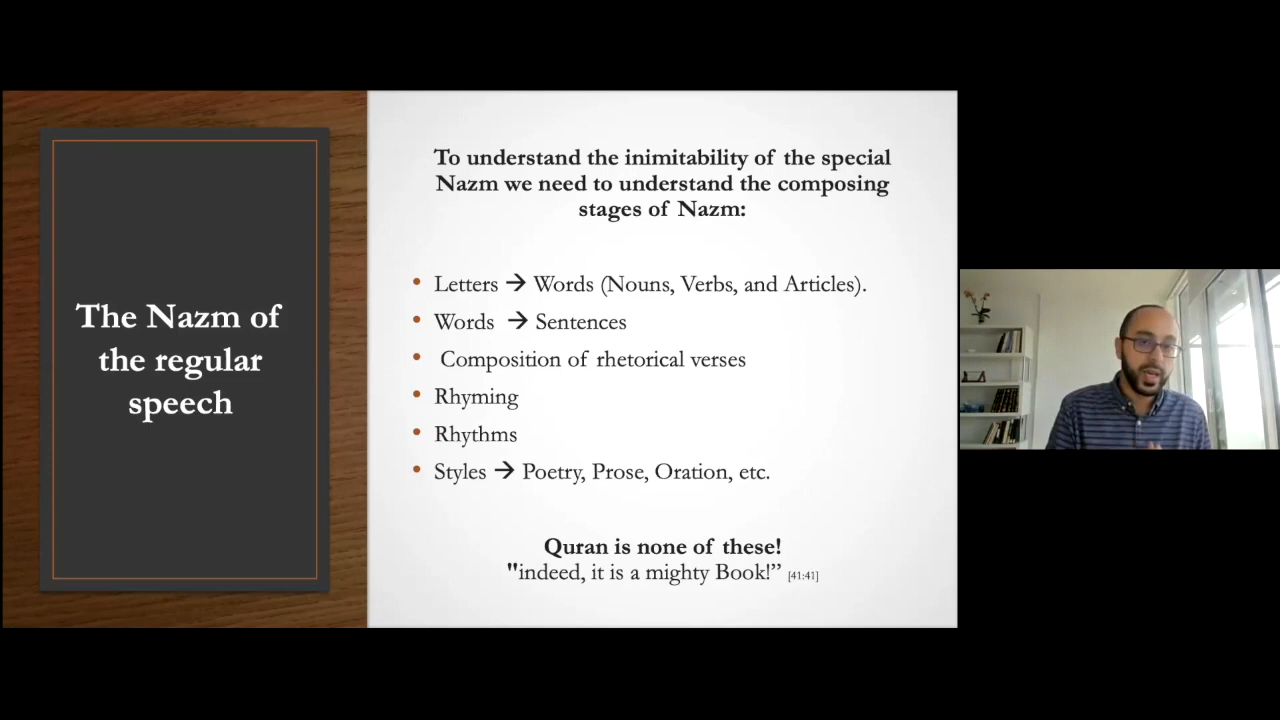 The Nazm of
the regular
speech
To understand the inimitability of the special
Nazm we need to understand the composing
stages of Nazm:
• Letters → Words (Nouns, Verbs, and Articles).
• Words → Sentences
• Composition of rhetorical verses
• Rhyming
• Rhythms
• Styles → Poetry, Prose, Oration, etc.
Quran is none of these!
"indeed, it is a mighty Book!” [41:41]